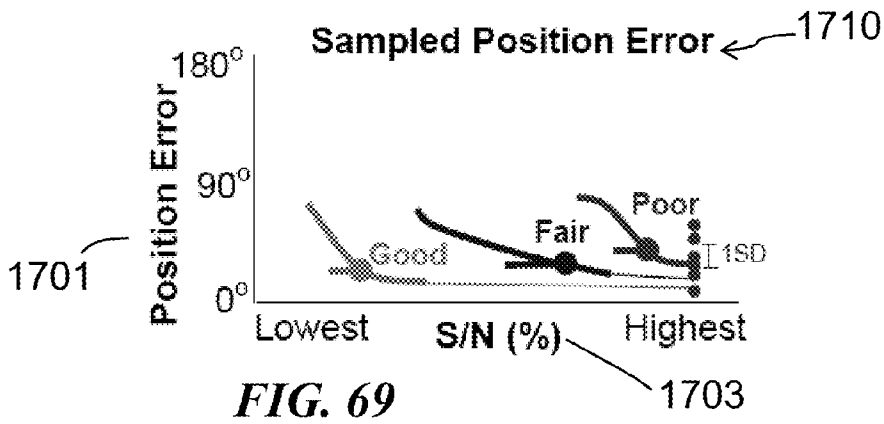 Sampled Position Error
1710
180°
Position Error
90°
Poor
Good
Fair
1SD
1701
0°
Lowest
S/N (%)
Highest
FIG. 69
1703